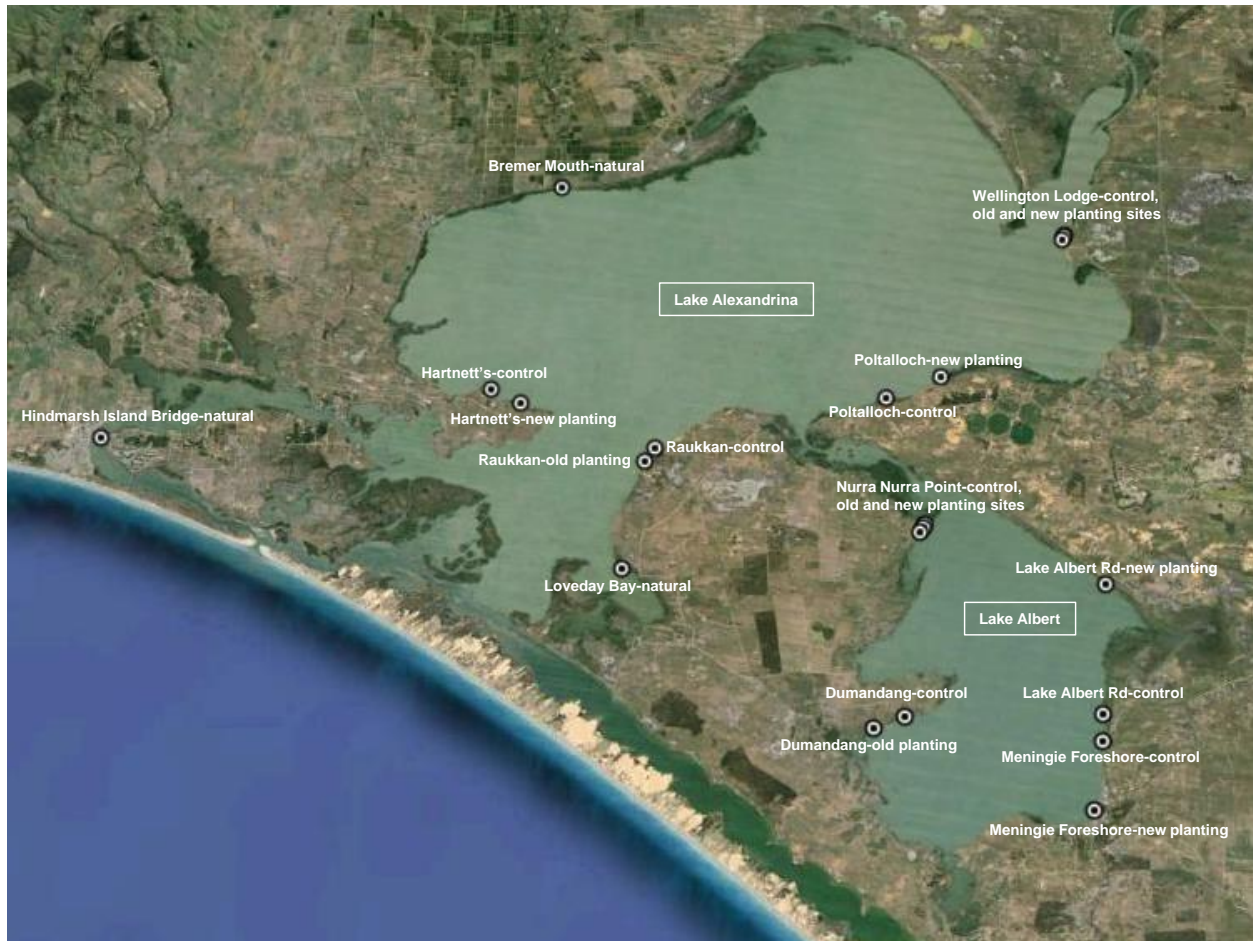 Bremer Mouth-natural
Wellington Lodge-control,
old and new planting sites
Lake Alexandrina
Poltalloch-new planting
Hartnett's-control
Poltalloch-control
Hindmarsh Island Bridge-natural
Hartnett's-new planting
Raukkan-control
Raukkan-old planting
Nurra Nurra Point-control,
old and new planting sites
Lake Albert Rd-new planting
Loveday Bay-natural
Lake Albert
Dumandang-control
Lake Albert Rd-control
Dumandang-old planting
Meningie Foreshore-control
Meningie Foreshore-new planting